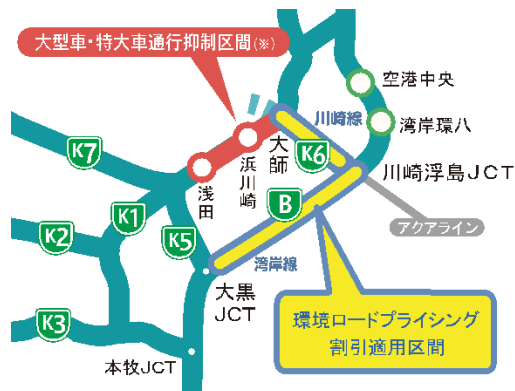 大型車・特大車通行抑制区間(※)
空港中央
川崎線
湾岸環八
大師
K7
浜川崎
K6
川崎浮島JCT
浅田
K1
B
アクアライン
K2
K5
湾岸線
大黒
JCT
環境ロードプライシング
割引適用区間
K3
本牧JCT